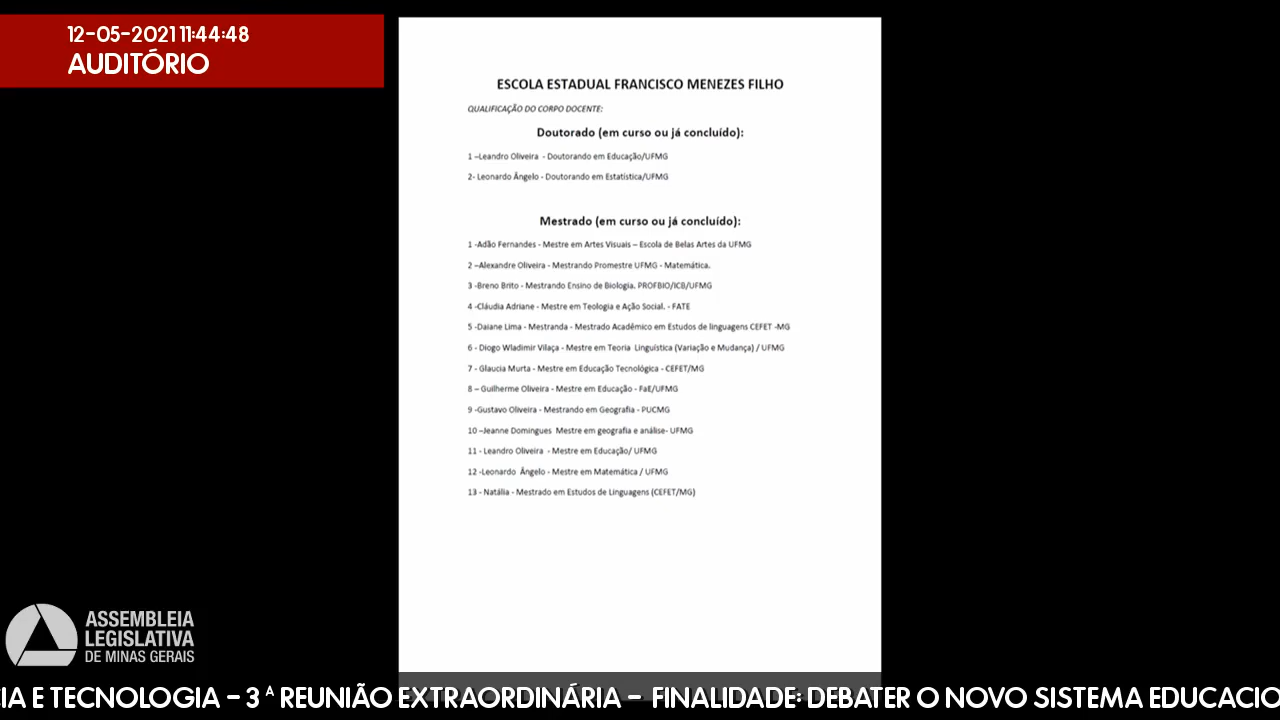 12-05-2021 11:44:48
AUDITÓRIO
ESCOLA ESTADUAL FRANCISCO MENEZES FILHO
QUALIFICAÇÃO DO CORPO DOCENTE:
Doutorado (em curso ou já concluído):
1 –Leandro Oliveira - Doutorando em Educação/UFMG
2- Leonardo Ângelo - Doutorando em Estatística/UFMG
Mestrado (em curso ou já concluído):
1 -Adão Fernandes - Mestre em Artes Visuais – Escola de Belas Artes da UFMG
2 –Alexandre Oliveira - Mestrando Promestre UFMG - Matemática.
3 -Breno Brito - Mestrando Ensino de Biologia. PROFBIO/ICB/UFMG
4 -Cláudia Adriane - Mestre em Teologia e Ação Social. - FATE
5 -Daiane Lima - Mestranda - Mestrado Acadêmico em Estudos de linguagens CEFET -MG
6 - Diogo Wladimir Vilaça - Mestre em Teoria Linguística (Variação e Mudança) / UFMG
7 - Glaucia Murta - Mestre em Educação Tecnológica - CEFET/MG
8 – Guilherme Oliveira - Mestre em Educação - FaE/UFMG
9 -Gustavo Oliveira - Mestrando em Geografia - PUCMG
10 –Jeanne Domingues Mestre em geografia e análise- UFMG
11 - Leandro Oliveira - Mestre em Educação/ UFMG
12 -Leonardo Ângelo - Mestre em Matemática / UFMG
13 - Natália - Mestrado em Estudos de Linguagens (CEFET/MG)
ASSEMBLEIA
LEGISLATIVA
DE MINAS GERAIS
IA E TECNOLOGIA – 3ª REUNIÃO EXTRAORDINÁRIA – FINALIDADE: DEBATER O NOVO SISTEMA EDUCACIO